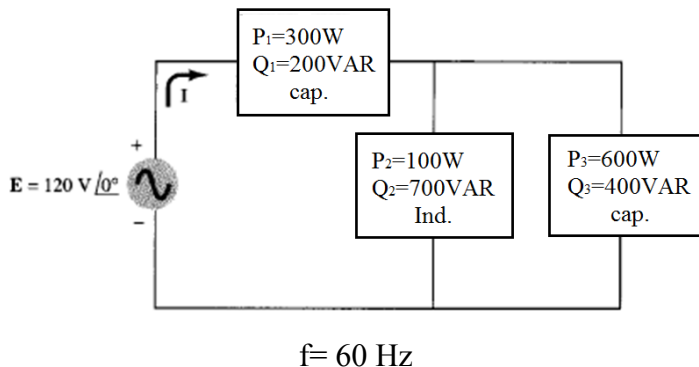 P₁=300W
Q₁=200VAR
cap.
I
+
E = 120 V∠0°
−
P₂=100W
Q₂=700VAR
Ind.
P₃=600W
Q₃=400VAR
cap.
f= 60 Hz